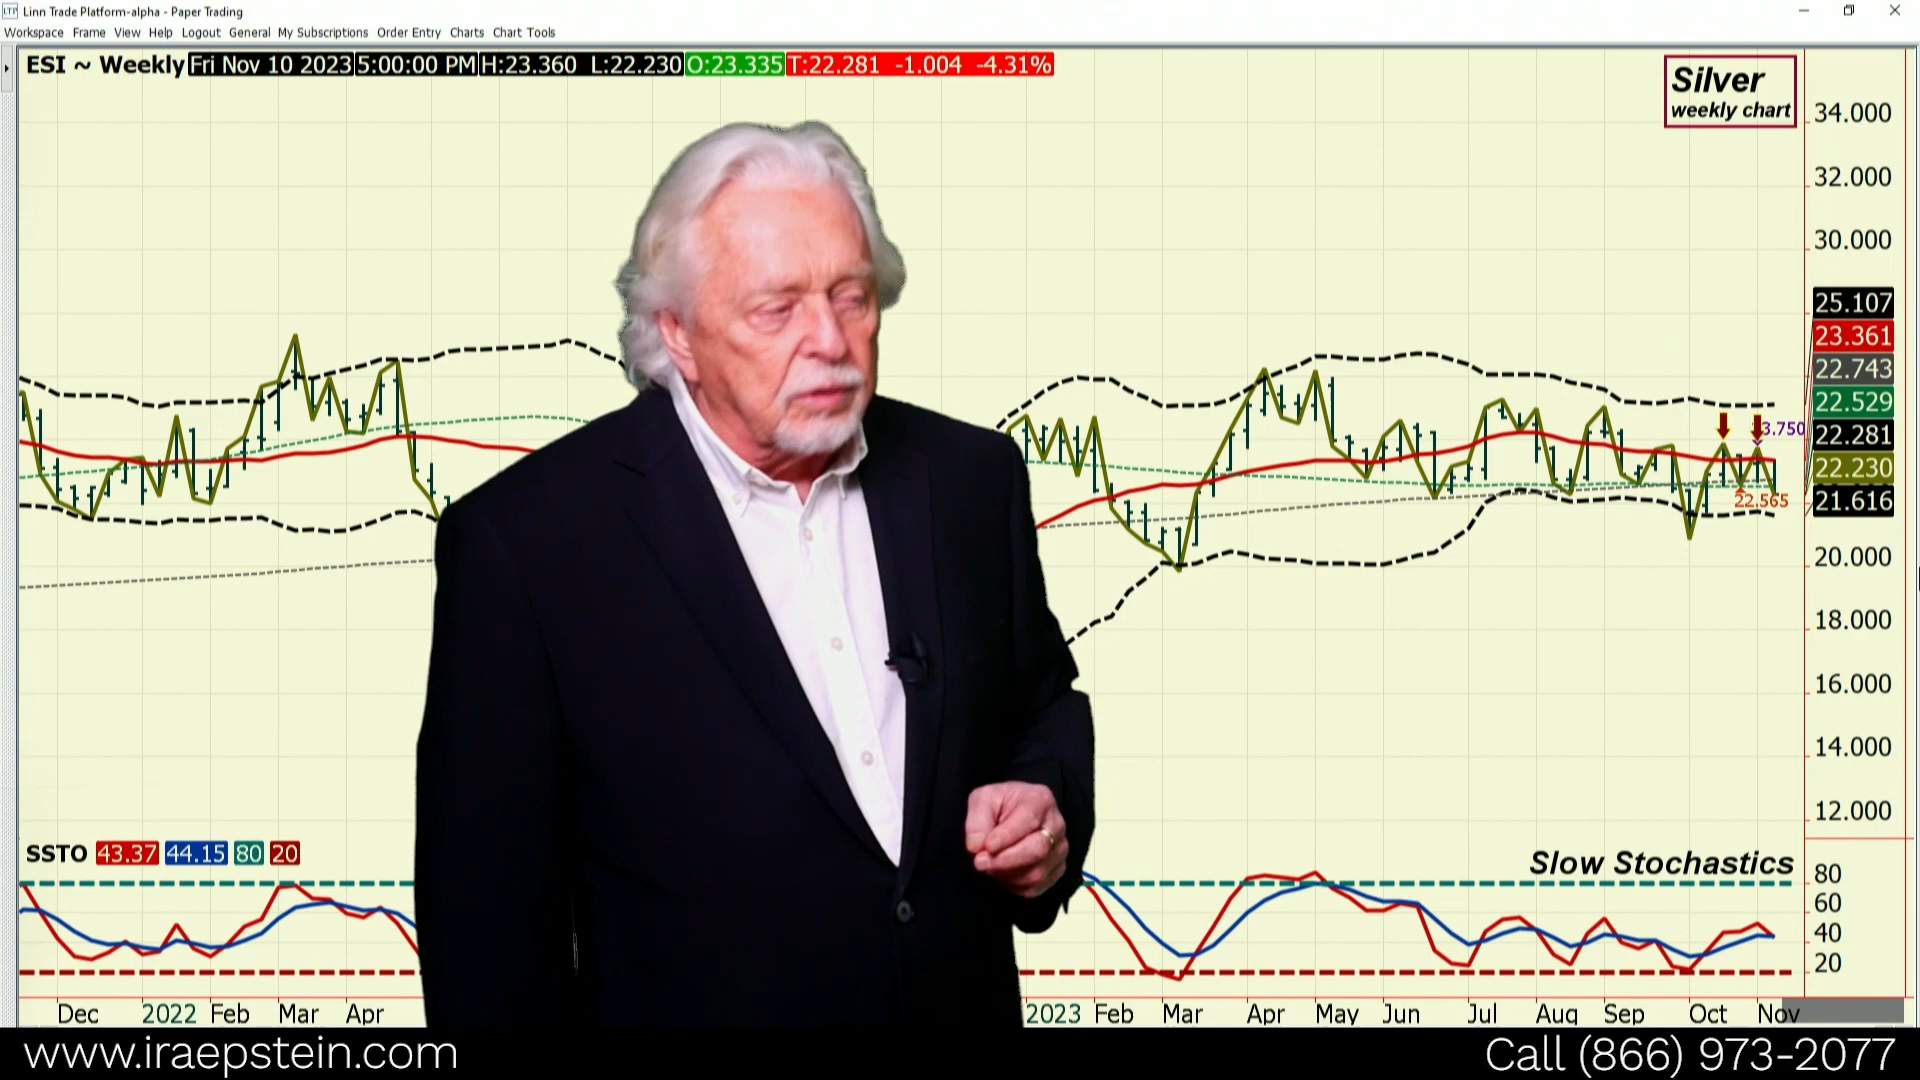 Linn Trade Platform-alpha - Paper Trading
Workspace Frame View Help Logout General My Subscriptions Order Entry Charts Chart Tools
ESI ~ Weekly Fri Nov 10 2023 5:00:00 PM H:23.360 L:22.230 O:23.335 T:22.281 -1.004 -4.31%
Silver
weekly chart
34.000
32.000
30.000
25.107
23.361
22.743
22.529
3.750
22.281
22.230
22.565
21.616
20.000
18.000
16.000
14.000
12.000
SSTO 43.37 44.15 80 20
Slow Stochastics
80
60
40
20
Dec 2022 Feb Mar Apr 2023 Feb Mar Apr May Jun Jul Aug Sep Oct Nov
www.iraepstein.com Call (866) 973-2077